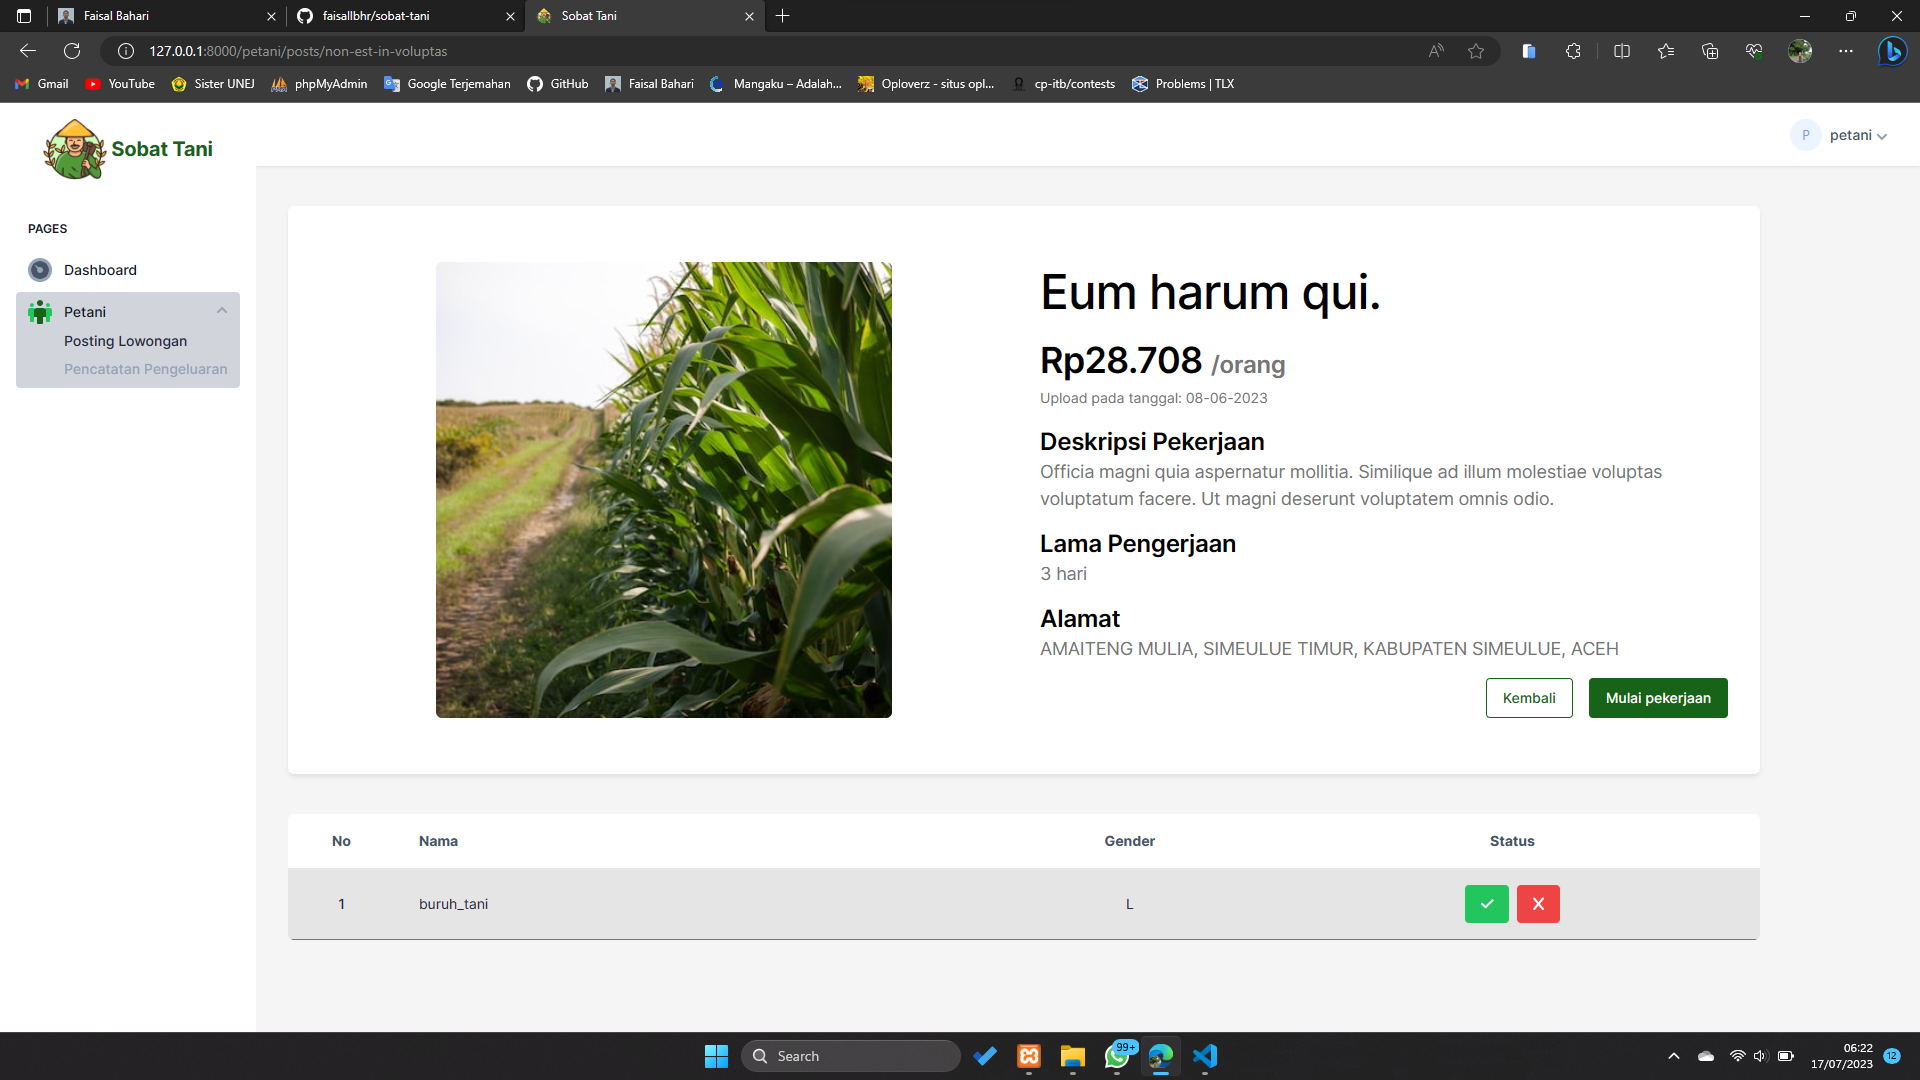 Faisal Bahari
faisallbhr/sobat-tani
Sobat Tani
127.0.0.1:8000/petani/posts/non-est-in-voluptas
Gmail
YouTube
Sister UNEJ
phpMyAdmin
Google Terjemahan
GitHub
Faisal Bahari
Mangaku – Adalah...
Oploverz - situs opl...
cp-itb/contests
Problems | TLX
Sobat Tani
P
petani
PAGES
Dashboard
Petani
Posting Lowongan
Pencatatan Pengeluaran
Eum harum qui.
Rp28.708 /orang
Upload pada tanggal: 08-06-2023
Deskripsi Pekerjaan
Officia magni quia aspernatur mollitia. Similique ad illum molestiae voluptas
voluptatum facere. Ut magni deserunt voluptatem omnis odio.
Lama Pengerjaan
3 hari
Alamat
AMAITENG MULIA, SIMEULUE TIMUR, KABUPATEN SIMEULUE, ACEH
Kembali
Mulai pekerjaan
No Nama Gender Status
1 buruh_tani L
Search
99+
06:22
17/07/2023
12